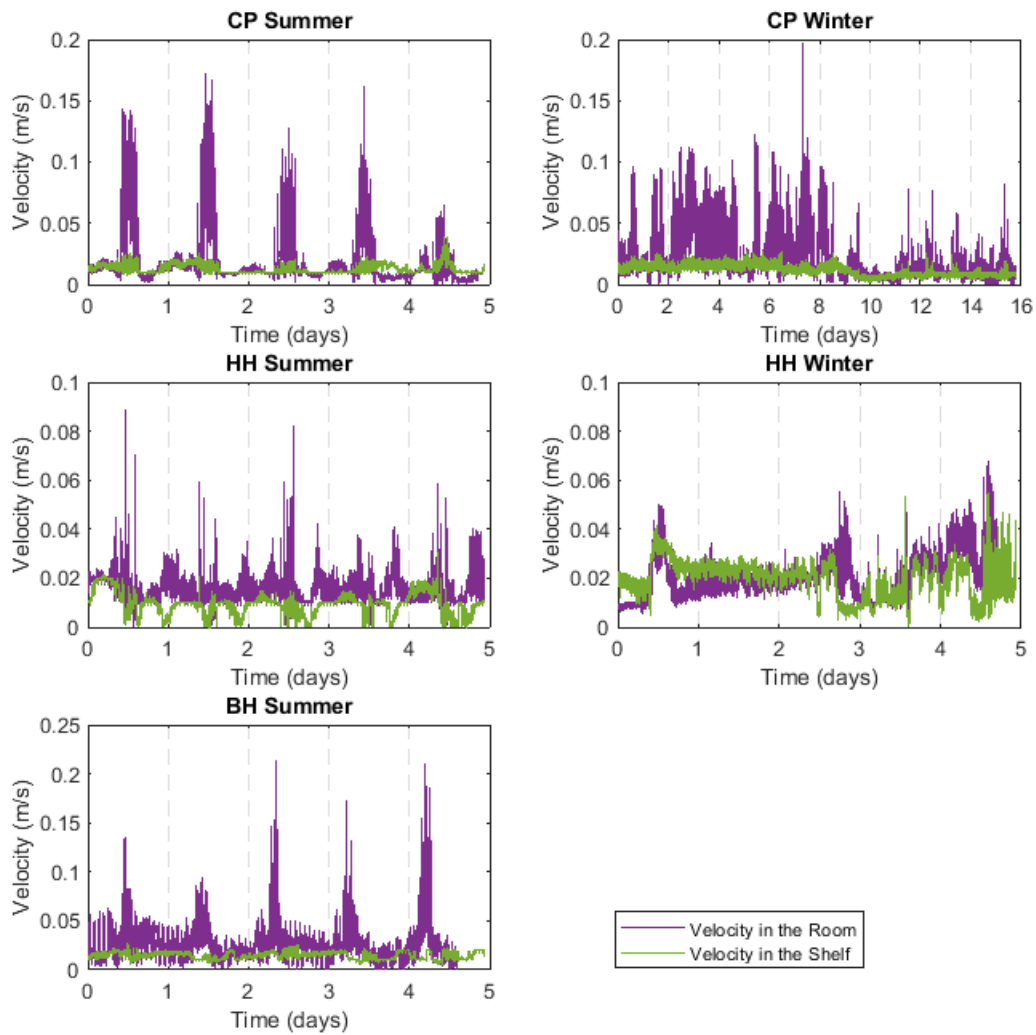 CP Summer
0.2
0.15
0.1
0.05
0
Velocity (m/s)
0 1 2 3 4 5
Time (days)
CP Winter
0.2
0.15
0.1
0.05
0
Velocity (m/s)
0 2 4 6 8 10 12 14 16
Time (days)
HH Summer
0.1
0.08
0.06
0.04
0.02
0
Velocity (m/s)
0 1 2 3 4 5
Time (days)
HH Winter
0.1
0.08
0.06
0.04
0.02
0
Velocity (m/s)
0 1 2 3 4 5
Time (days)
BH Summer
0.25
0.2
0.15
0.1
0.05
0
Velocity (m/s)
0 1 2 3 4 5
Time (days)
Velocity in the Room
Velocity in the Shelf